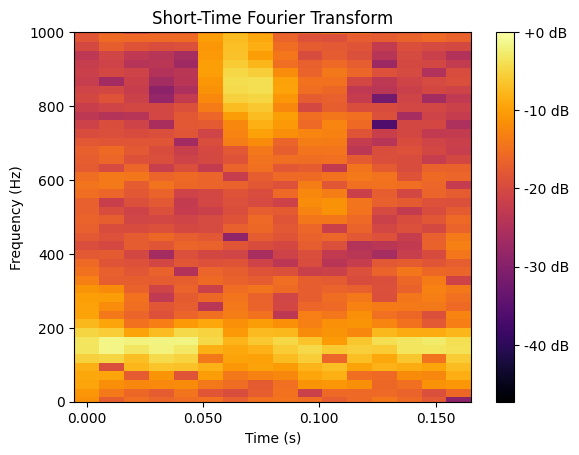 Short-Time Fourier Transform
Frequency (Hz)
1000
800
600
400
200
0
0.000
0.050
0.100
0.150
Time (s)
+0 dB
-10 dB
-20 dB
-30 dB
-40 dB